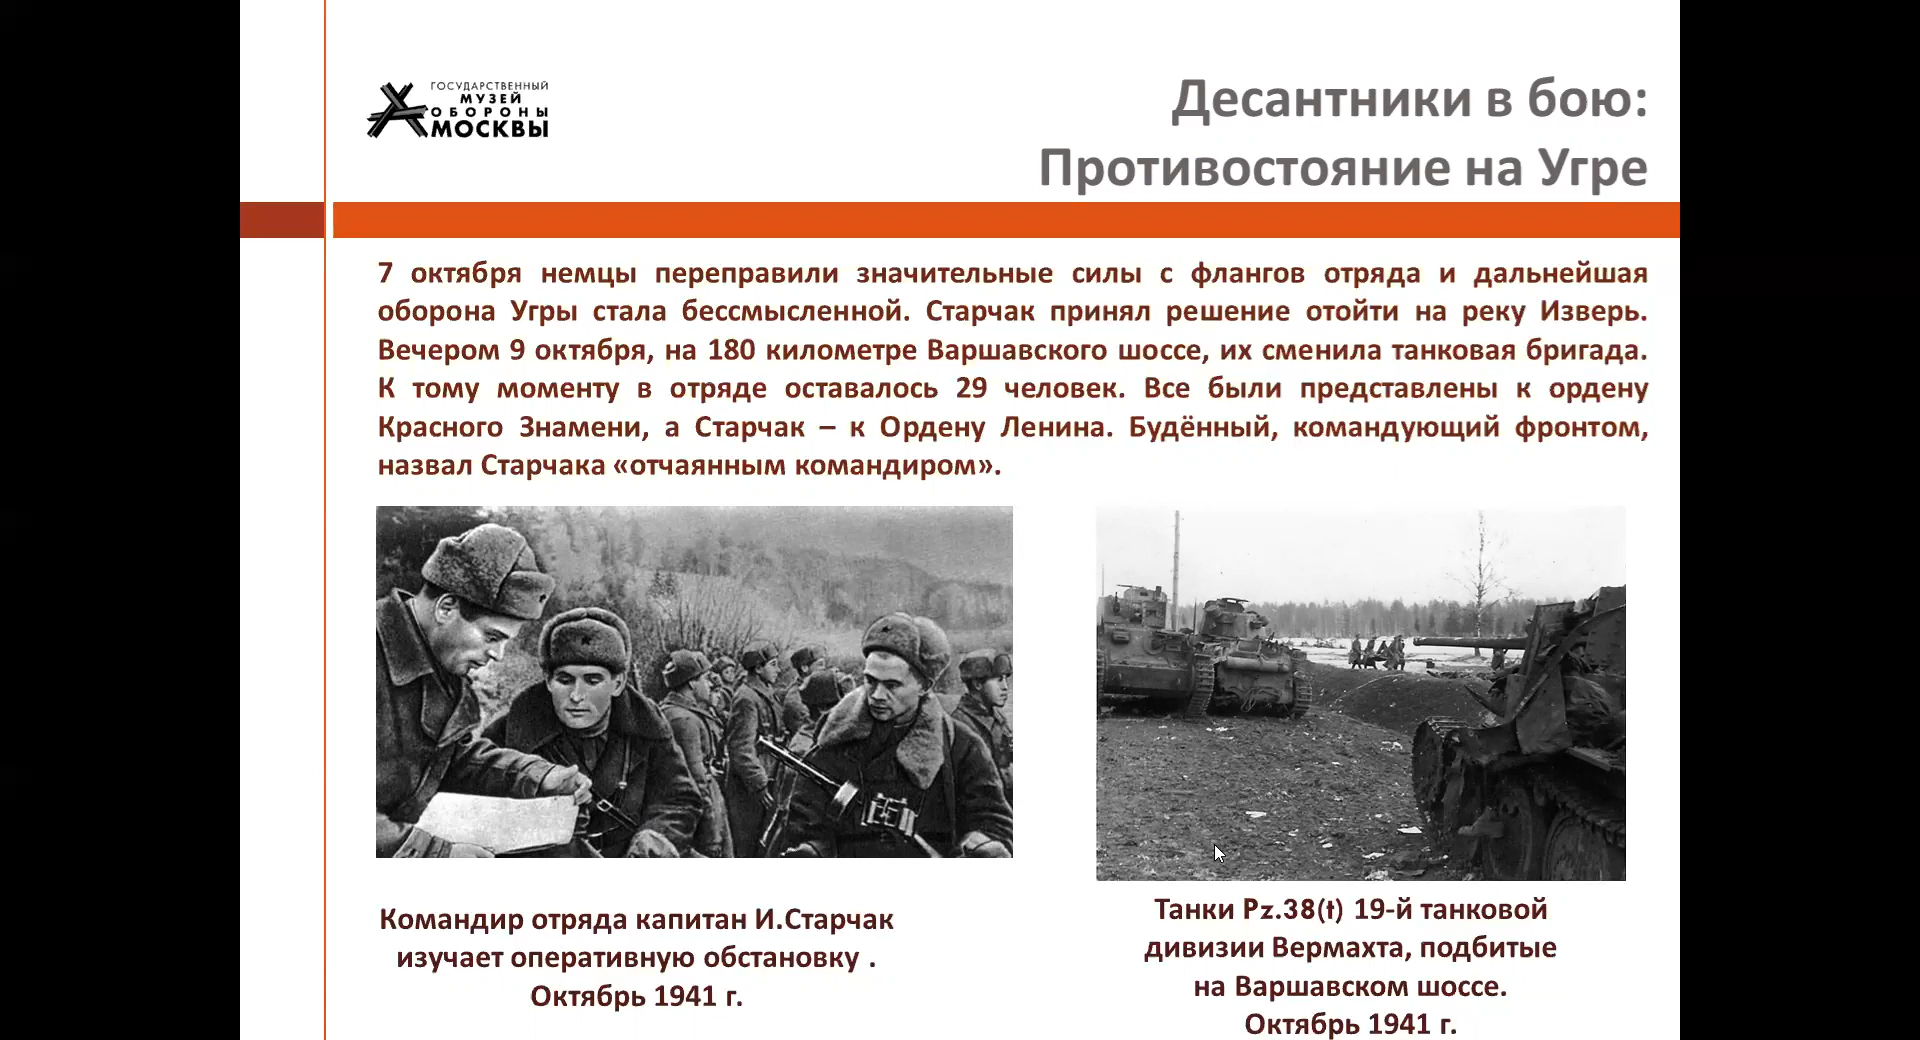 ГОСУДАРСТВЕННЫЙ
МУЗЕЙ
ОБОРОНЫ
МОСКВЫ
Десантники в бою:
Противостояние на Угре
7 октября немцы переправили значительные силы с флангов отряда и дальнейшая
оборона Угры стала бессмысленной. Старчак принял решение отойти на реку Изверь.
Вечером 9 октября, на 180 километре Варшавского шоссе, их сменила танковая бригада.
К тому моменту в отряде оставалось 29 человек. Все были представлены к ордену
Красного Знамени, а Старчак – к Ордену Ленина. Будённый, командующий фронтом,
назвал Старчака «отчаянным командиром».
Командир отряда капитан И.Старчак
изучает оперативную обстановку .
Октябрь 1941 г.
Танки Pz.38(t) 19-й танковой
дивизии Вермахта, подбитые
на Варшавском шоссе.
Октябрь 1941 г.